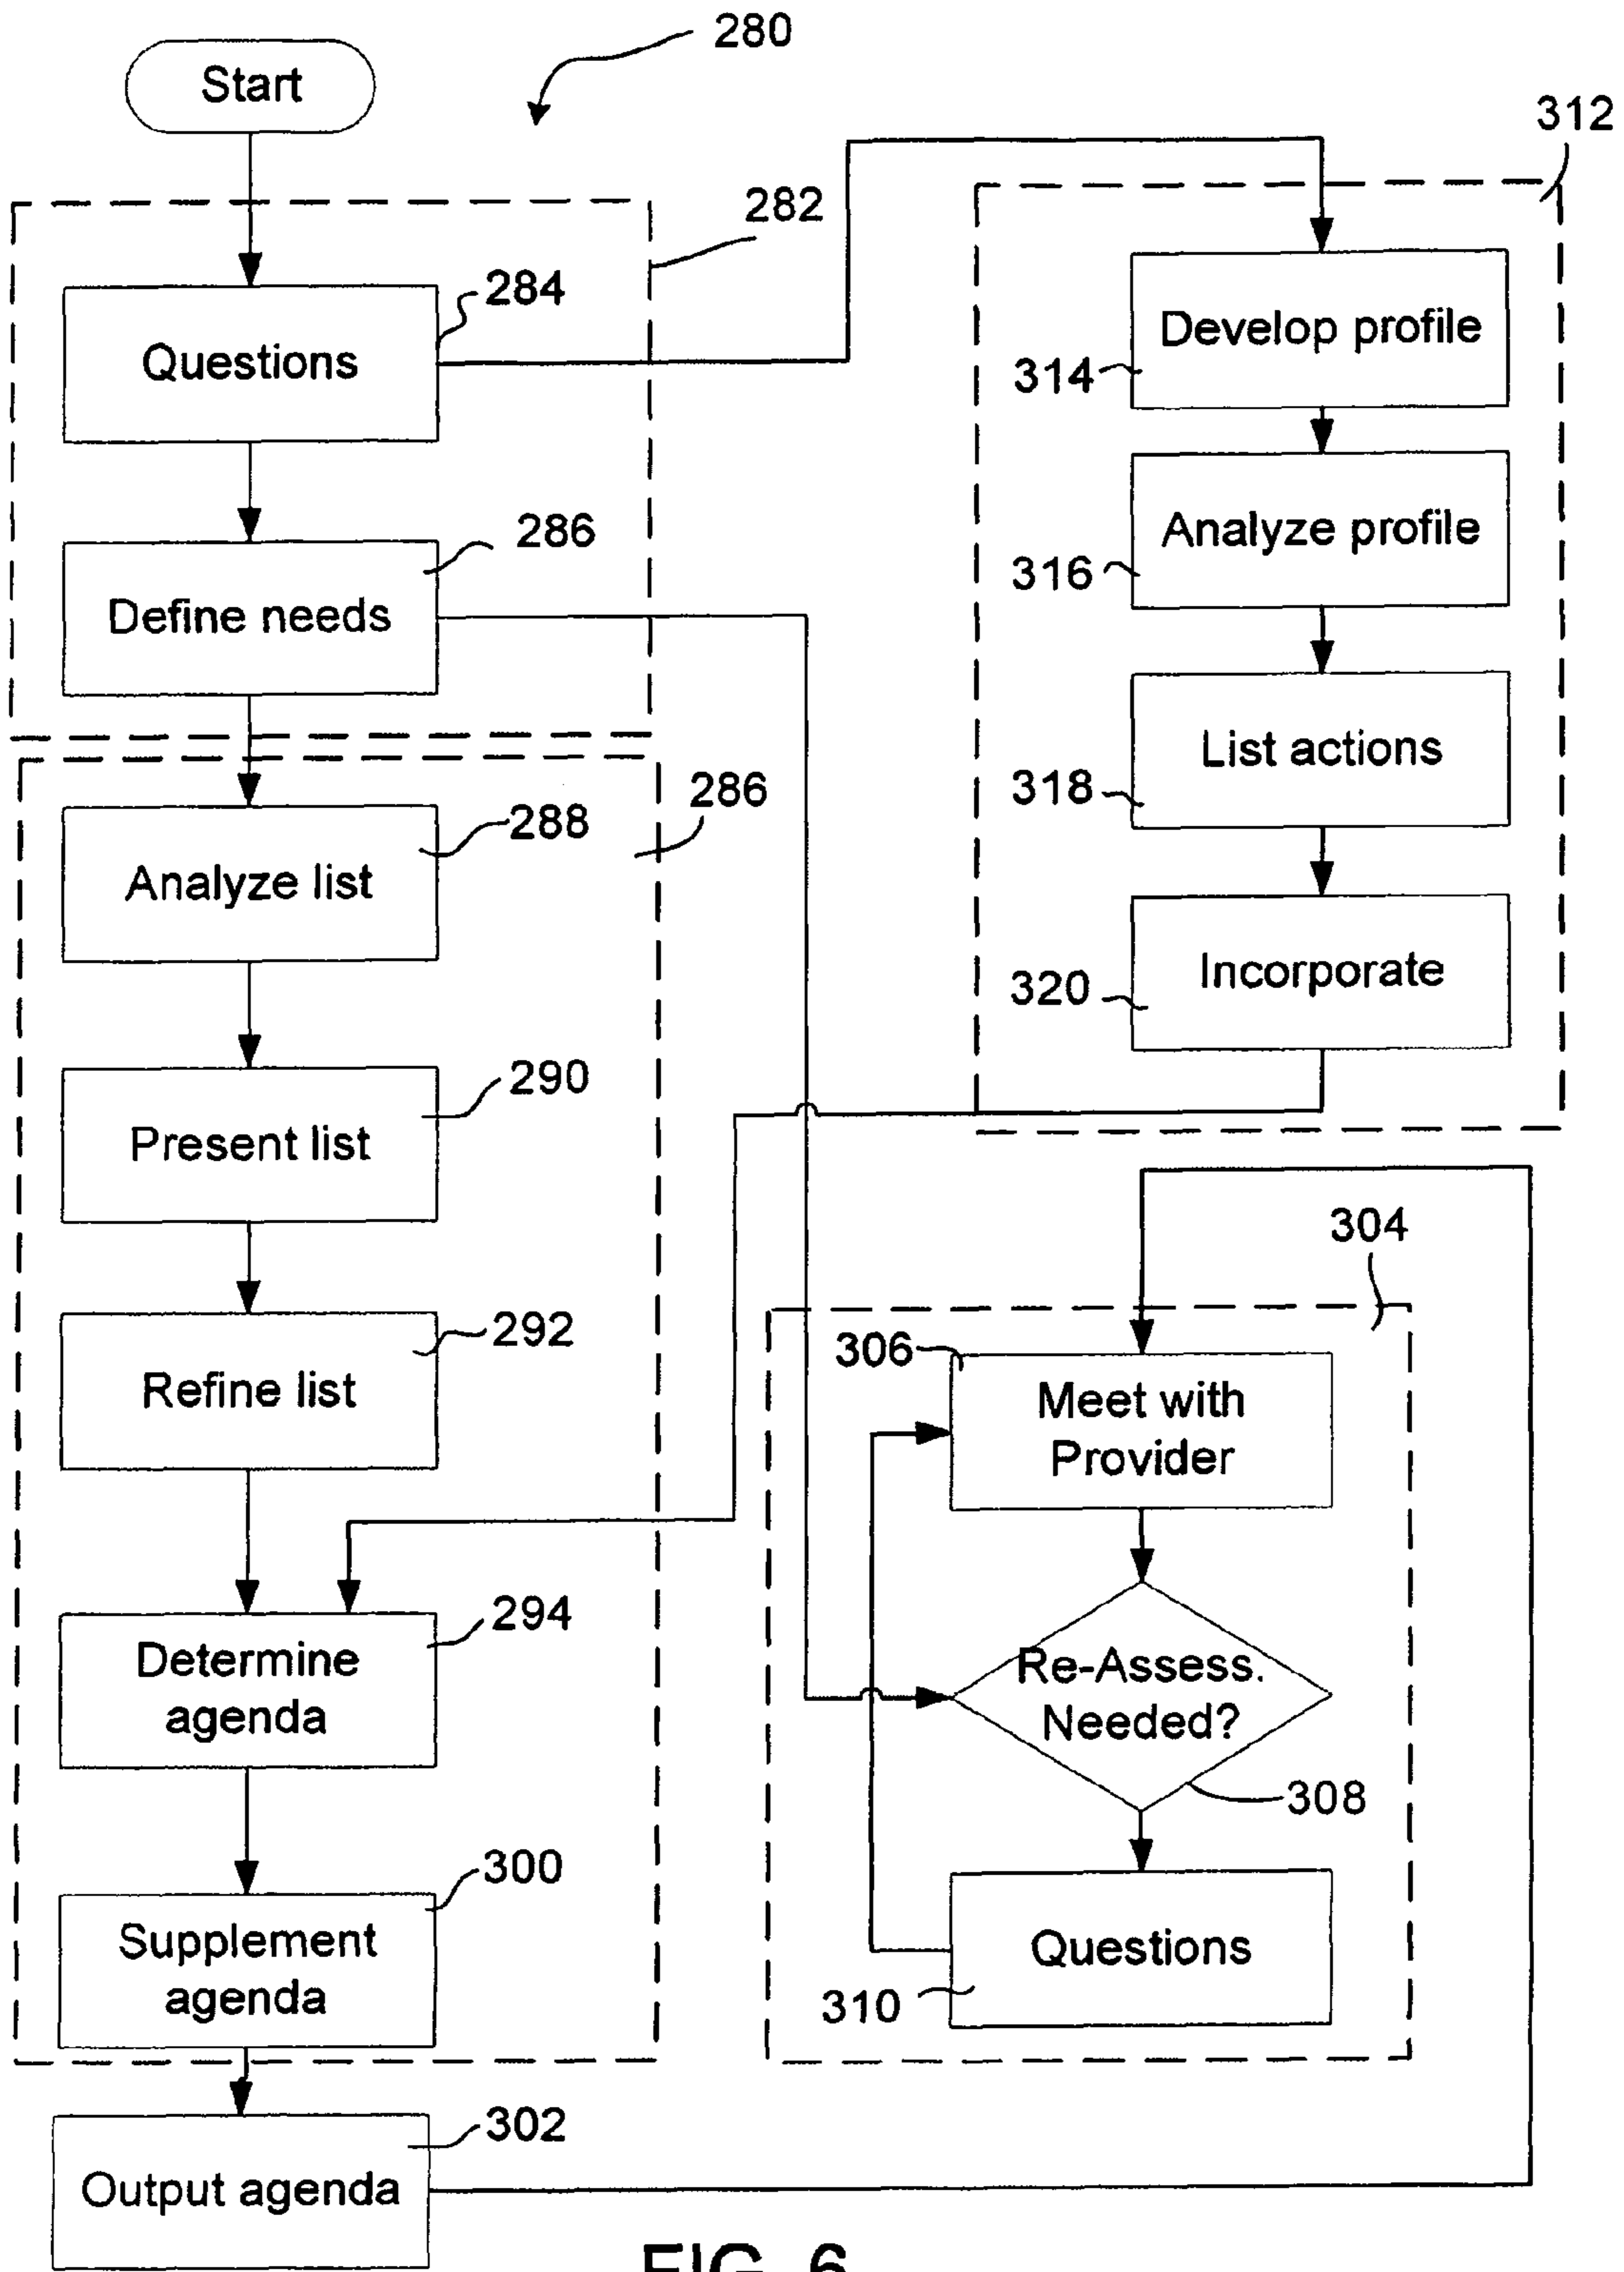 280
Start
312
282
284
Questions
Develop profile
314
286
Define needs
Analyze profile
316
List actions
318
286
288
Analyze list
Incorporate
320
290
Present list
304
292
Refine list
306
Meet with
Provider
294
Determine
agenda
Re-Assess.
Needed?
308
300
Supplement
agenda
Questions
310
302
Output agenda
FIG. 6